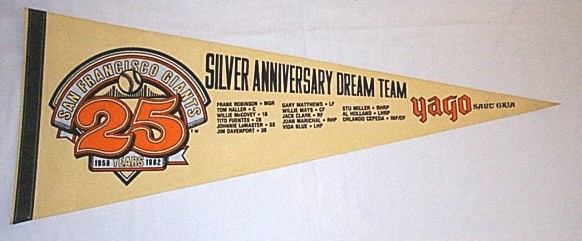 SAN FRANCISCO GIANTS
25
1958 YEARS 1982
TM
SILVER ANNIVERSARY DREAM TEAM
FRANK ROBINSON • MGR
TOM HALLER • C
WILLIE McCOVEY • 1B
TITO FUENTES • 2B
JOHNNIE LeMASTER • SS
JIM DAVENPORT • 3B
GARY MATTHEWS • LF
WILLIE MAYS • CF
JACK CLARK • RF
JUAN MARICHAL • RHP
VIDA BLUE • LHP
STU MILLER • RHRP
AL HOLLAND • LHRP
ORLANDO CEPEDA • INF/OF
yago SANT'GRIA